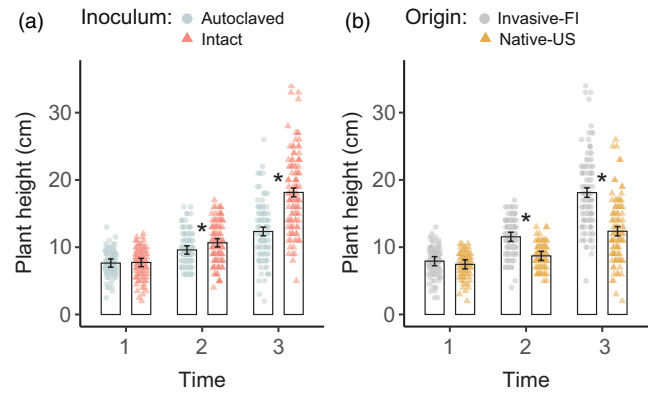 (a) Inoculum: Autoclaved
Intact
Plant height (cm)
30
20
10
0
*
*
1 2 3
Time
(b) Origin: Invasive-FI
Native-US
Plant height (cm)
30
20
10
0
*
*
1 2 3
Time